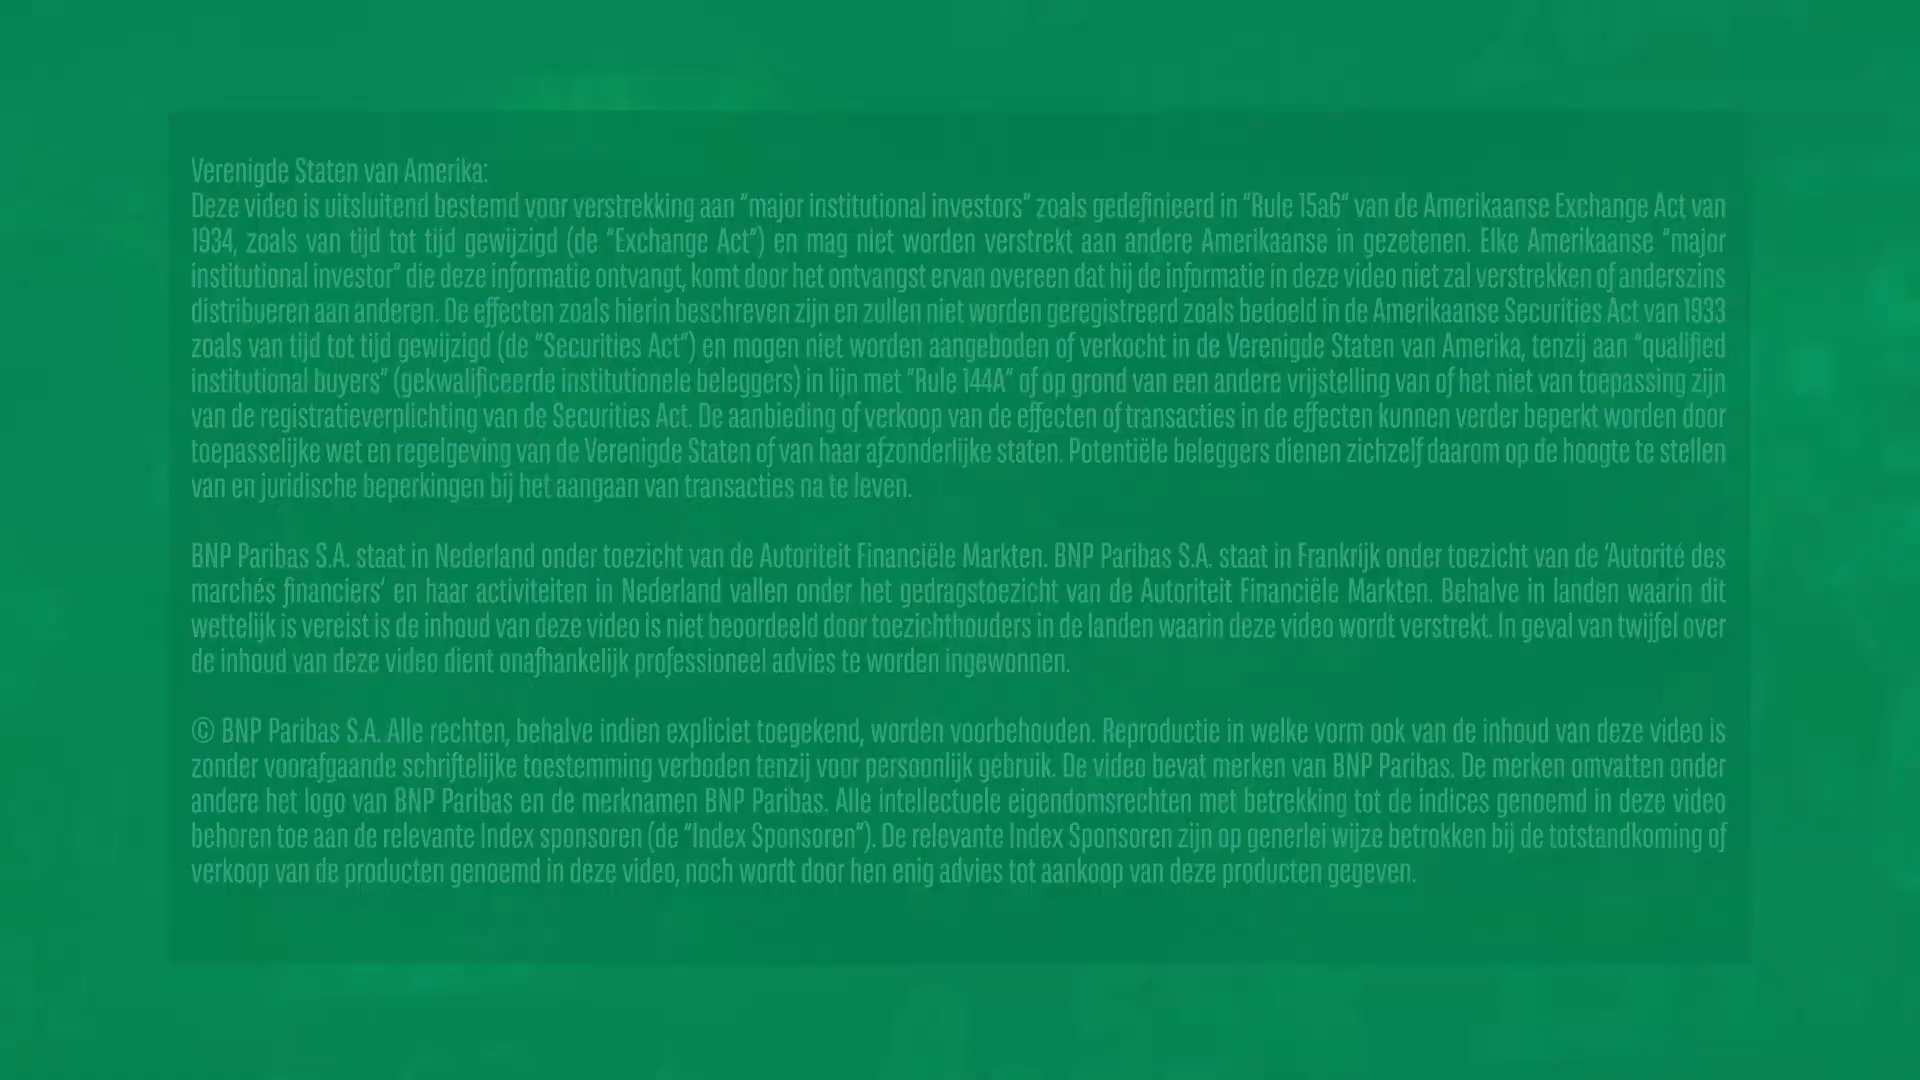 Verenigde Staten van Amerika:
Deze video is uitsluitend bestemd voor verstrekking aan “major institutional investors” zoals gedefinieerd in “Rule 15a6” van de Amerikaanse Exchange Act van
1934, zoals van tijd tot tijd gewijzigd (de “Exchange Act”) en mag niet worden verstrekt aan andere Amerikaanse in gezetenen. Elke Amerikaanse “major
institutional investor” die deze informatie ontvangt, komt door het ontvangst ervan overeen dat hij de informatie in deze video niet zal verstrekken of anderszins
distribueren aan anderen. De effecten zoals hierin beschreven zijn en zullen niet worden geregistreerd zoals bedoeld in de Amerikaanse Securities Act van 1933
zoals van tijd tot tijd gewijzigd (de “Securities Act”) en mogen niet worden aangeboden of verkocht in de Verenigde Staten van Amerika, tenzij aan “qualified
institutional buyers” (gekwalificeerde institutionele beleggers) in lijn met “Rule 144A” of op grond van een andere vrijstelling van of het niet van toepassing zijn
van de registratieverplichting van de Securities Act. De aanbieding of verkoop van de effecten of transacties in de effecten kunnen verder beperkt worden door
toepasselijke wet en regelgeving van de Verenigde Staten of van haar afzonderlijke staten. Potentiële beleggers dienen zichzelf daarom op de hoogte te stellen
van en juridische beperkingen bij het aangaan van transacties na te leven.
BNP Paribas S.A. staat in Nederland onder toezicht van de Autoriteit Financiële Markten. BNP Paribas S.A. staat in Frankrijk onder toezicht van de ‘Autorité des
marchés financiers’ en haar activiteiten in Nederland vallen onder het gedragstoezicht van de Autoriteit Financiële Markten. Behalve in landen waarin dit
wettelijk is vereist is de inhoud van deze video is niet beoordeeld door toezichthouders in de landen waarin deze video wordt verstrekt. In geval van twijfel over
de inhoud van deze video dient onafhankelijk professioneel advies te worden ingewonnen.
© BNP Paribas S.A. Alle rechten, behalve indien expliciet toegekend, worden voorbehouden. Reproductie in welke vorm ook van de inhoud van deze video is
zonder voorafgaande schriftelijke toestemming verboden tenzij voor persoonlijk gebruik. De video bevat merken van BNP Paribas. De merken omvatten onder
andere het logo van BNP Paribas en de merknamen BNP Paribas. Alle intellectuele eigendomsrechten met betrekking tot de indices genoemd in deze video
behoren toe aan de relevante Index sponsoren (de “Index Sponsoren”). De relevante Index Sponsoren zijn op generlei wijze betrokken bij de totstandkoming of
verkoop van de producten genoemd in deze video, noch wordt door hen enig advies tot aankoop van deze producten gegeven.